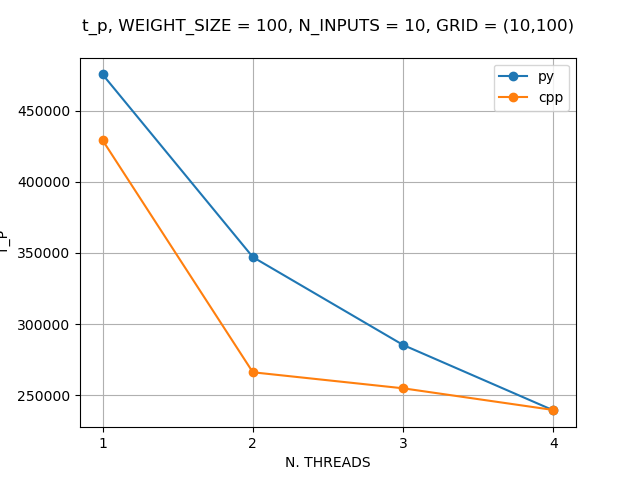 t_p, WEIGHT_SIZE = 100, N_INPUTS = 10, GRID = (10,100)
py
cpp
450000
400000
350000
300000
250000
T_P
1 2 3 4
N. THREADS